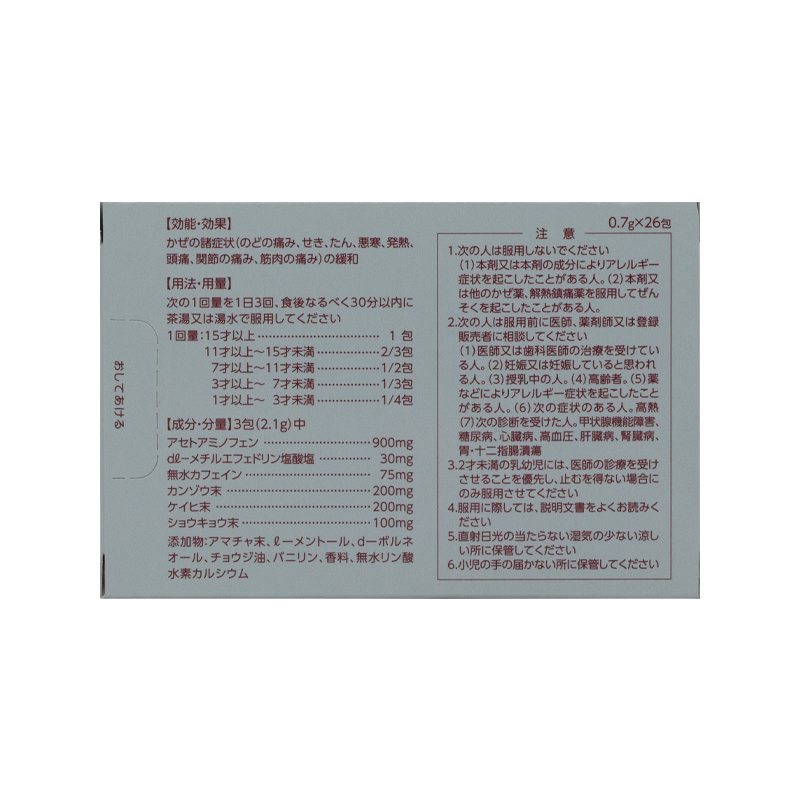 【効能・効果】
かぜの諸症状(のどの痛み、せき、たん、悪寒、発熱、
頭痛、関節の痛み、筋肉の痛み)の緩和
【用法・用量】
次の1回量を1日3回、食後なるべく30分以内に
茶湯又は湯水で服用してください
1回量:15才以上……………………… 1 包
11才以上〜15才未満……………2/3包
7才以上〜11才未満……………1/2包
3才以上〜 7才未満……………1/3包
1才以上〜 3才未満……………1/4包
【成分・分量】3包(2.1g)中
アセトアミノフェン…………………900mg
dℓーメチルエフェドリン塩酸塩…………30mg
無水カフェイン………………………75mg
カンゾウ末……………………………200mg
ケイヒ末………………………………200mg
ショウキョウ末………………………100mg
添加物:アマチャ末、ℓーメントール、dーボルネ
オール、チョウジ油、バニリン、香料、無水リン酸
水素カルシウム
おしてあける
0.7g×26包
注 意
1.次の人は服用しないでください
(1)本剤又は本剤の成分によりアレルギー
症状を起こしたことがある人。(2)本剤又
は他のかぜ薬、解熱鎮痛薬を服用してぜん
そくを起こしたことがある人。
2.次の人は服用前に医師、薬剤師又は登録
販売者に相談してください
(1)医師又は歯科医師の治療を受けてい
る人。(2)妊娠又は妊娠していると思われ
る人。(3)授乳中の人。(4)高齢者。(5)薬
などによりアレルギー症状を起こしたこと
がある人。(6)次の症状のある人。高熱
(7)次の診断を受けた人。甲状腺機能障害、
糖尿病、心臓病、高血圧、肝臓病、腎臓病、
胃・十二指腸潰瘍
3.2才未満の乳幼児には、医師の診療を受け
させることを優先し、止むを得ない場合に
のみ服用させてください
4.服用に際しては、説明文書をよくお読みく
ださい
5.直射日光の当たらない湿気の少ない涼し
い所に保管してください
6.小児の手の届かない所に保管してください